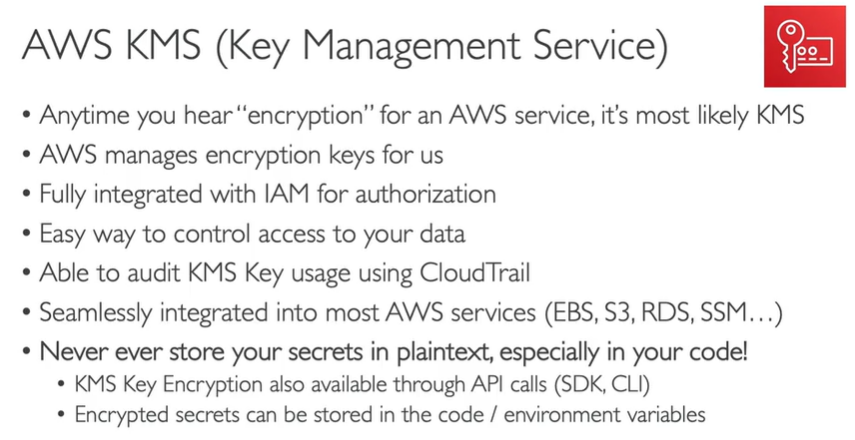 AWS KMS (Key Management Service)
• Anytime you hear “encryption” for an AWS service, it’s most likely KMS
• AWS manages encryption keys for us
• Fully integrated with IAM for authorization
• Easy way to control access to your data
• Able to audit KMS Key usage using CloudTrail
• Seamlessly integrated into most AWS services (EBS, S3, RDS, SSM…)
• Never ever store your secrets in plaintext, especially in your code!
• KMS Key Encryption also available through API calls (SDK, CLI)
• Encrypted secrets can be stored in the code / environment variables